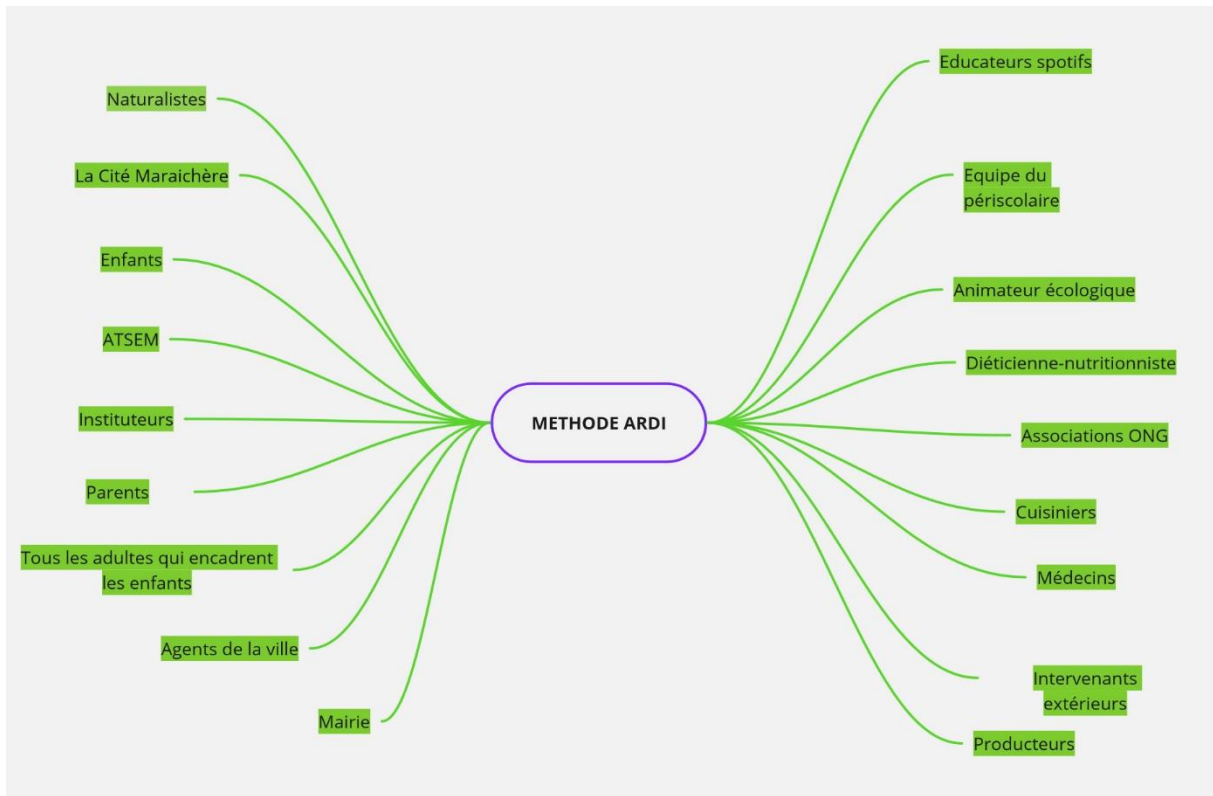 Naturalistes
La Cité Maraichère
Enfants
ATSEM
Instituteurs
Parents
Tous les adultes qui encadrent
les enfants
Agents de la ville
Mairie
METHODE ARDI
Educateurs spotifs
Equipe du
périscolaire
Animateur écologique
Diéticienne-nutritionniste
Associations ONG
Cuisiniers
Médecins
Intervenants
extérieurs
Producteurs